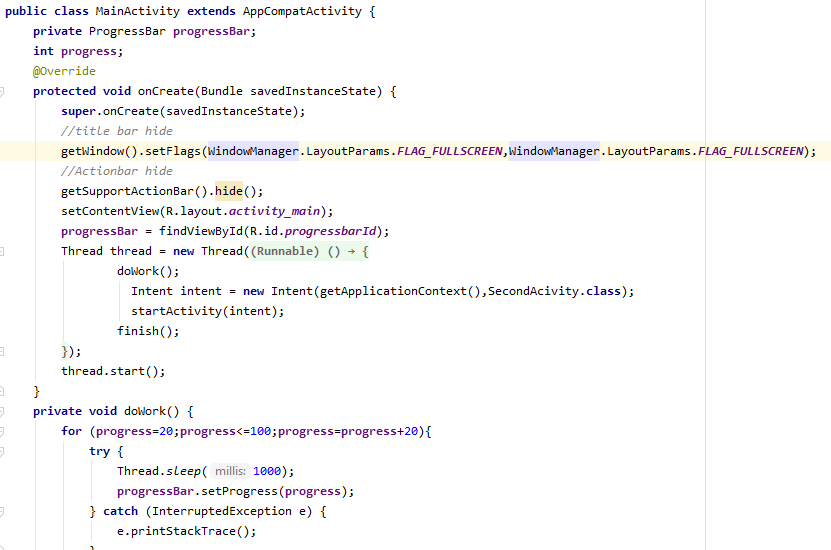 public class MainActivity extends AppCompatActivity {
private ProgressBar progressBar;
int progress;
@Override
protected void onCreate(Bundle savedInstanceState) {
super.onCreate(savedInstanceState);
//title bar hide
getWindow().setFlags(WindowManager.LayoutParams.FLAG_FULLSCREEN,WindowManager.LayoutParams.FLAG_FULLSCREEN);
//Actionbar hide
getSupportActionBar().hide();
setContentView(R.layout.activity_main);
progressBar = findViewById(R.id.progressbarId);
Thread thread = new Thread((Runnable) () → {
doWork();
Intent intent = new Intent(getApplicationContext(),SecondAcivity.class);
startActivity(intent);
finish();
});
thread.start();
}
private void doWork() {
for (progress=20;progress<=100;progress=progress+20){
try {
Thread.sleep( millis: 1000);
progressBar.setProgress(progress);
} catch (InterruptedException e) {
e.printStackTrace();
}